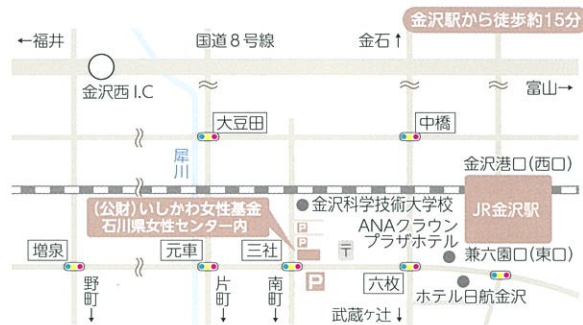 金沢駅から徒歩約15分
←福井
国道8号線
金石↑
金沢西I.C
富山→
大豆田
中橋
犀川
金沢港口(西口)
金沢科学技術大学校
JR金沢駅
(公財)いしかわ女性基金
石川県女性センター内
P
ANAクラウン
プラザホテル
兼六園口(東口)
増泉
元車
三社
P
〒
六枚
ホテル日航金沢
野町↓
片町↓
南町↓
武蔵ヶ辻↓